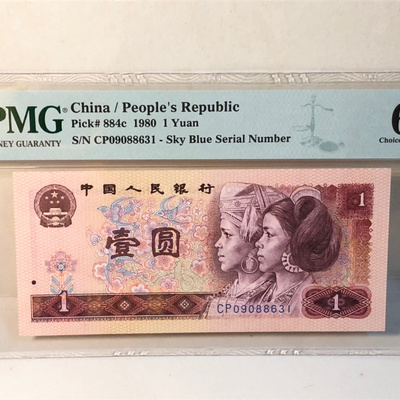 PMG
China / People's Republic
Pick# 884c 1980 1 Yuan
S/N CP09088631 - Sky Blue Serial Number
Choice
中国人民银行
1
壹圆
1
CP09088631
1